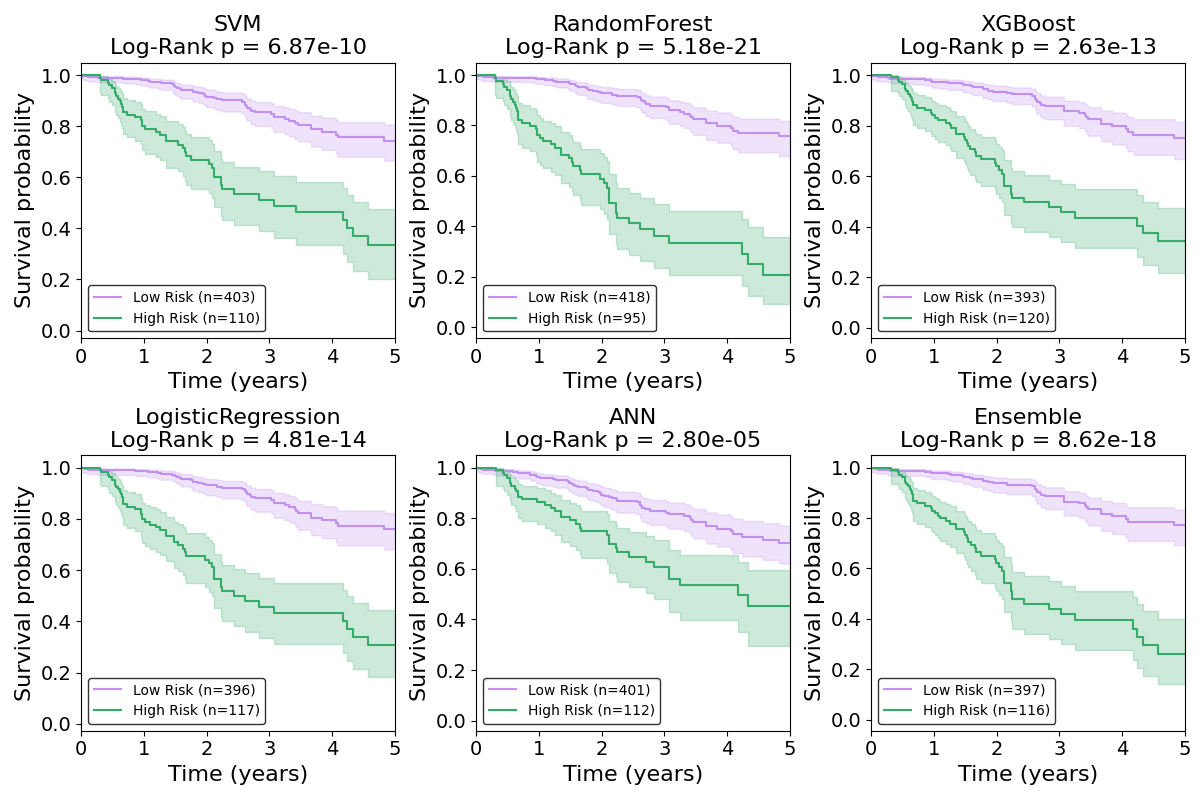 SVM
Log-Rank p = 6.87e-10
Survival probability
1.0
0.8
0.6
0.4
0.2
0.0
Low Risk (n=403)
High Risk (n=110)
0 1 2 3 4 5
Time (years)
RandomForest
Log-Rank p = 5.18e-21
Survival probability
1.0
0.8
0.6
0.4
0.2
0.0
Low Risk (n=418)
High Risk (n=95)
0 1 2 3 4 5
Time (years)
XGBoost
Log-Rank p = 2.63e-13
Survival probability
1.0
0.8
0.6
0.4
0.2
0.0
Low Risk (n=393)
High Risk (n=120)
0 1 2 3 4 5
Time (years)
LogisticRegression
Log-Rank p = 4.81e-14
Survival probability
1.0
0.8
0.6
0.4
0.2
0.0
Low Risk (n=396)
High Risk (n=117)
0 1 2 3 4 5
Time (years)
ANN
Log-Rank p = 2.80e-05
Survival probability
1.0
0.8
0.6
0.4
0.2
0.0
Low Risk (n=401)
High Risk (n=112)
0 1 2 3 4 5
Time (years)
Ensemble
Log-Rank p = 8.62e-18
Survival probability
1.0
0.8
0.6
0.4
0.2
0.0
Low Risk (n=397)
High Risk (n=116)
0 1 2 3 4 5
Time (years)